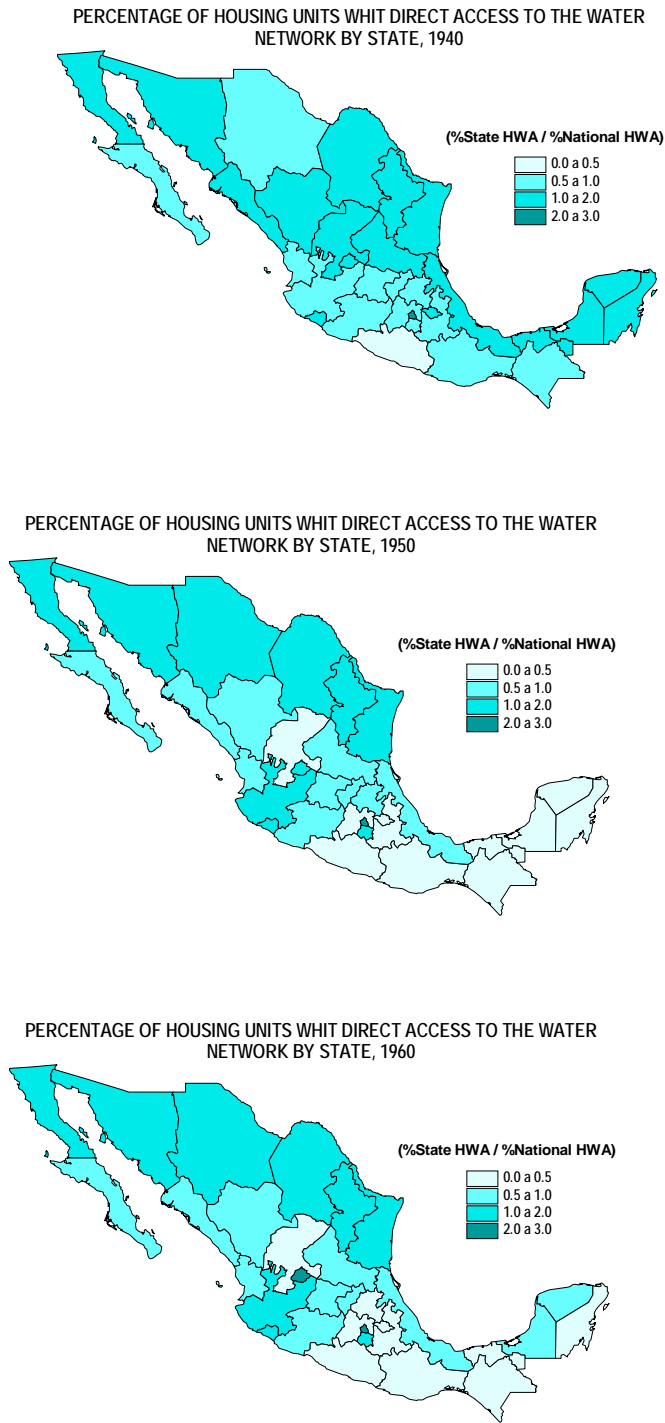 PERCENTAGE OF HOUSING UNITS WHIT DIRECT ACCESS TO THE WATER
NETWORK BY STATE, 1940
(%State HWA / %National HWA)
0.0 a 0.5
0.5 a 1.0
1.0 a 2.0
2.0 a 3.0
PERCENTAGE OF HOUSING UNITS WHIT DIRECT ACCESS TO THE WATER
NETWORK BY STATE, 1950
(%State HWA / %National HWA)
0.0 a 0.5
0.5 a 1.0
1.0 a 2.0
2.0 a 3.0
PERCENTAGE OF HOUSING UNITS WHIT DIRECT ACCESS TO THE WATER
NETWORK BY STATE, 1960
(%State HWA / %National HWA)
0.0 a 0.5
0.5 a 1.0
1.0 a 2.0
2.0 a 3.0